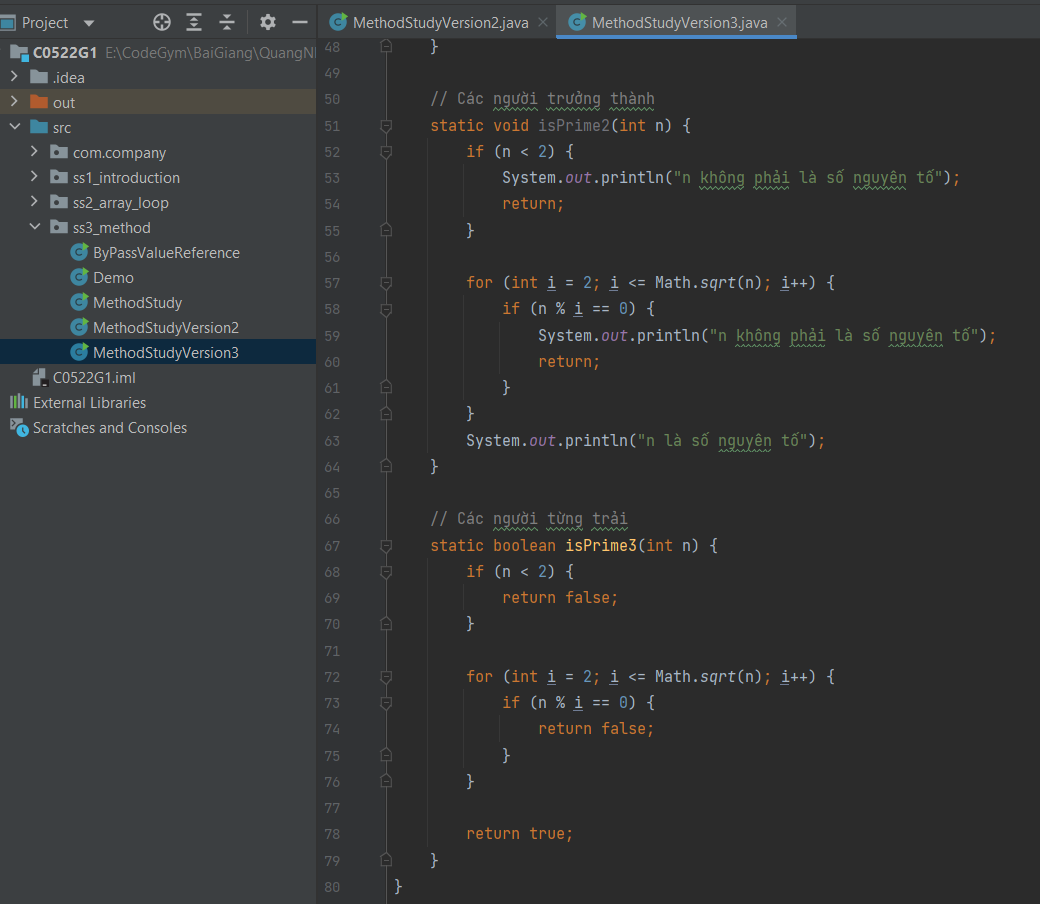 Project
MethodStudyVersion2.java
MethodStudyVersion3.java
C0522G1 E:\CodeGym\BaiGiang\QuangN
.idea
out
src
com.company
ss1_introduction
ss2_array_loop
ss3_method
ByPassValueReference
Demo
MethodStudy
MethodStudyVersion2
MethodStudyVersion3
C0522G1.iml
External Libraries
Scratches and Consoles
48 }
49
50 // Các người trưởng thành
51 static void isPrime2(int n) {
52 if (n < 2) {
53 System.out.println("n không phải là số nguyên tố");
54 return;
55 }
56
57 for (int i = 2; i <= Math.sqrt(n); i++) {
58 if (n % i == 0) {
59 System.out.println("n không phải là số nguyên tố");
60 return;
61 }
62 }
63 System.out.println("n là số nguyên tố");
64 }
65
66 // Các người từng trải
67 static boolean isPrime3(int n) {
68 if (n < 2) {
69 return false;
70 }
71
72 for (int i = 2; i <= Math.sqrt(n); i++) {
73 if (n % i == 0) {
74 return false;
75 }
76 }
77
78 return true;
79 }
80 }